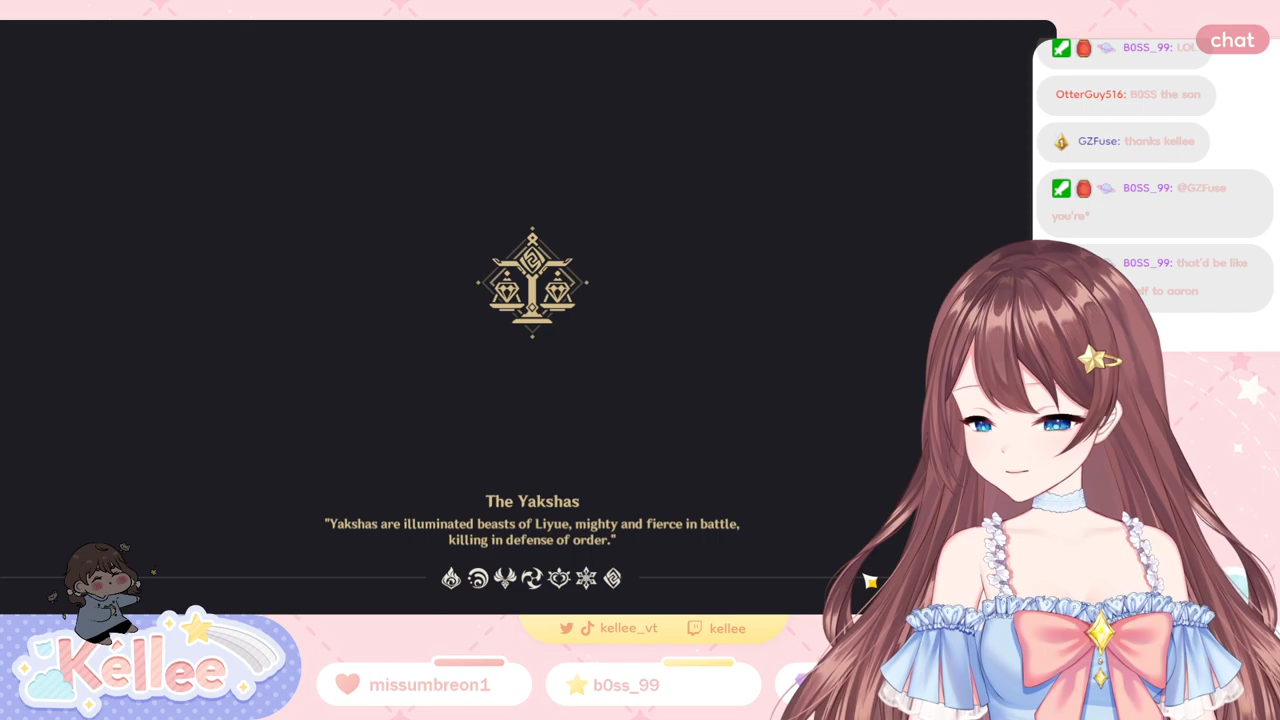 chat
B0SS_99: LOL
OtterGuy516: B0SS the son
GZFuse: thanks kellee
B0SS_99: @GZFuse
you're*
B0SS_99: that'd be like
to aaron
The Yakshas
"Yakshas are illuminated beasts of Liyue, mighty and fierce in battle,
killing in defense of order."
Kéllee
kellee_vt
kellee
missumbreon1
b0ss_99